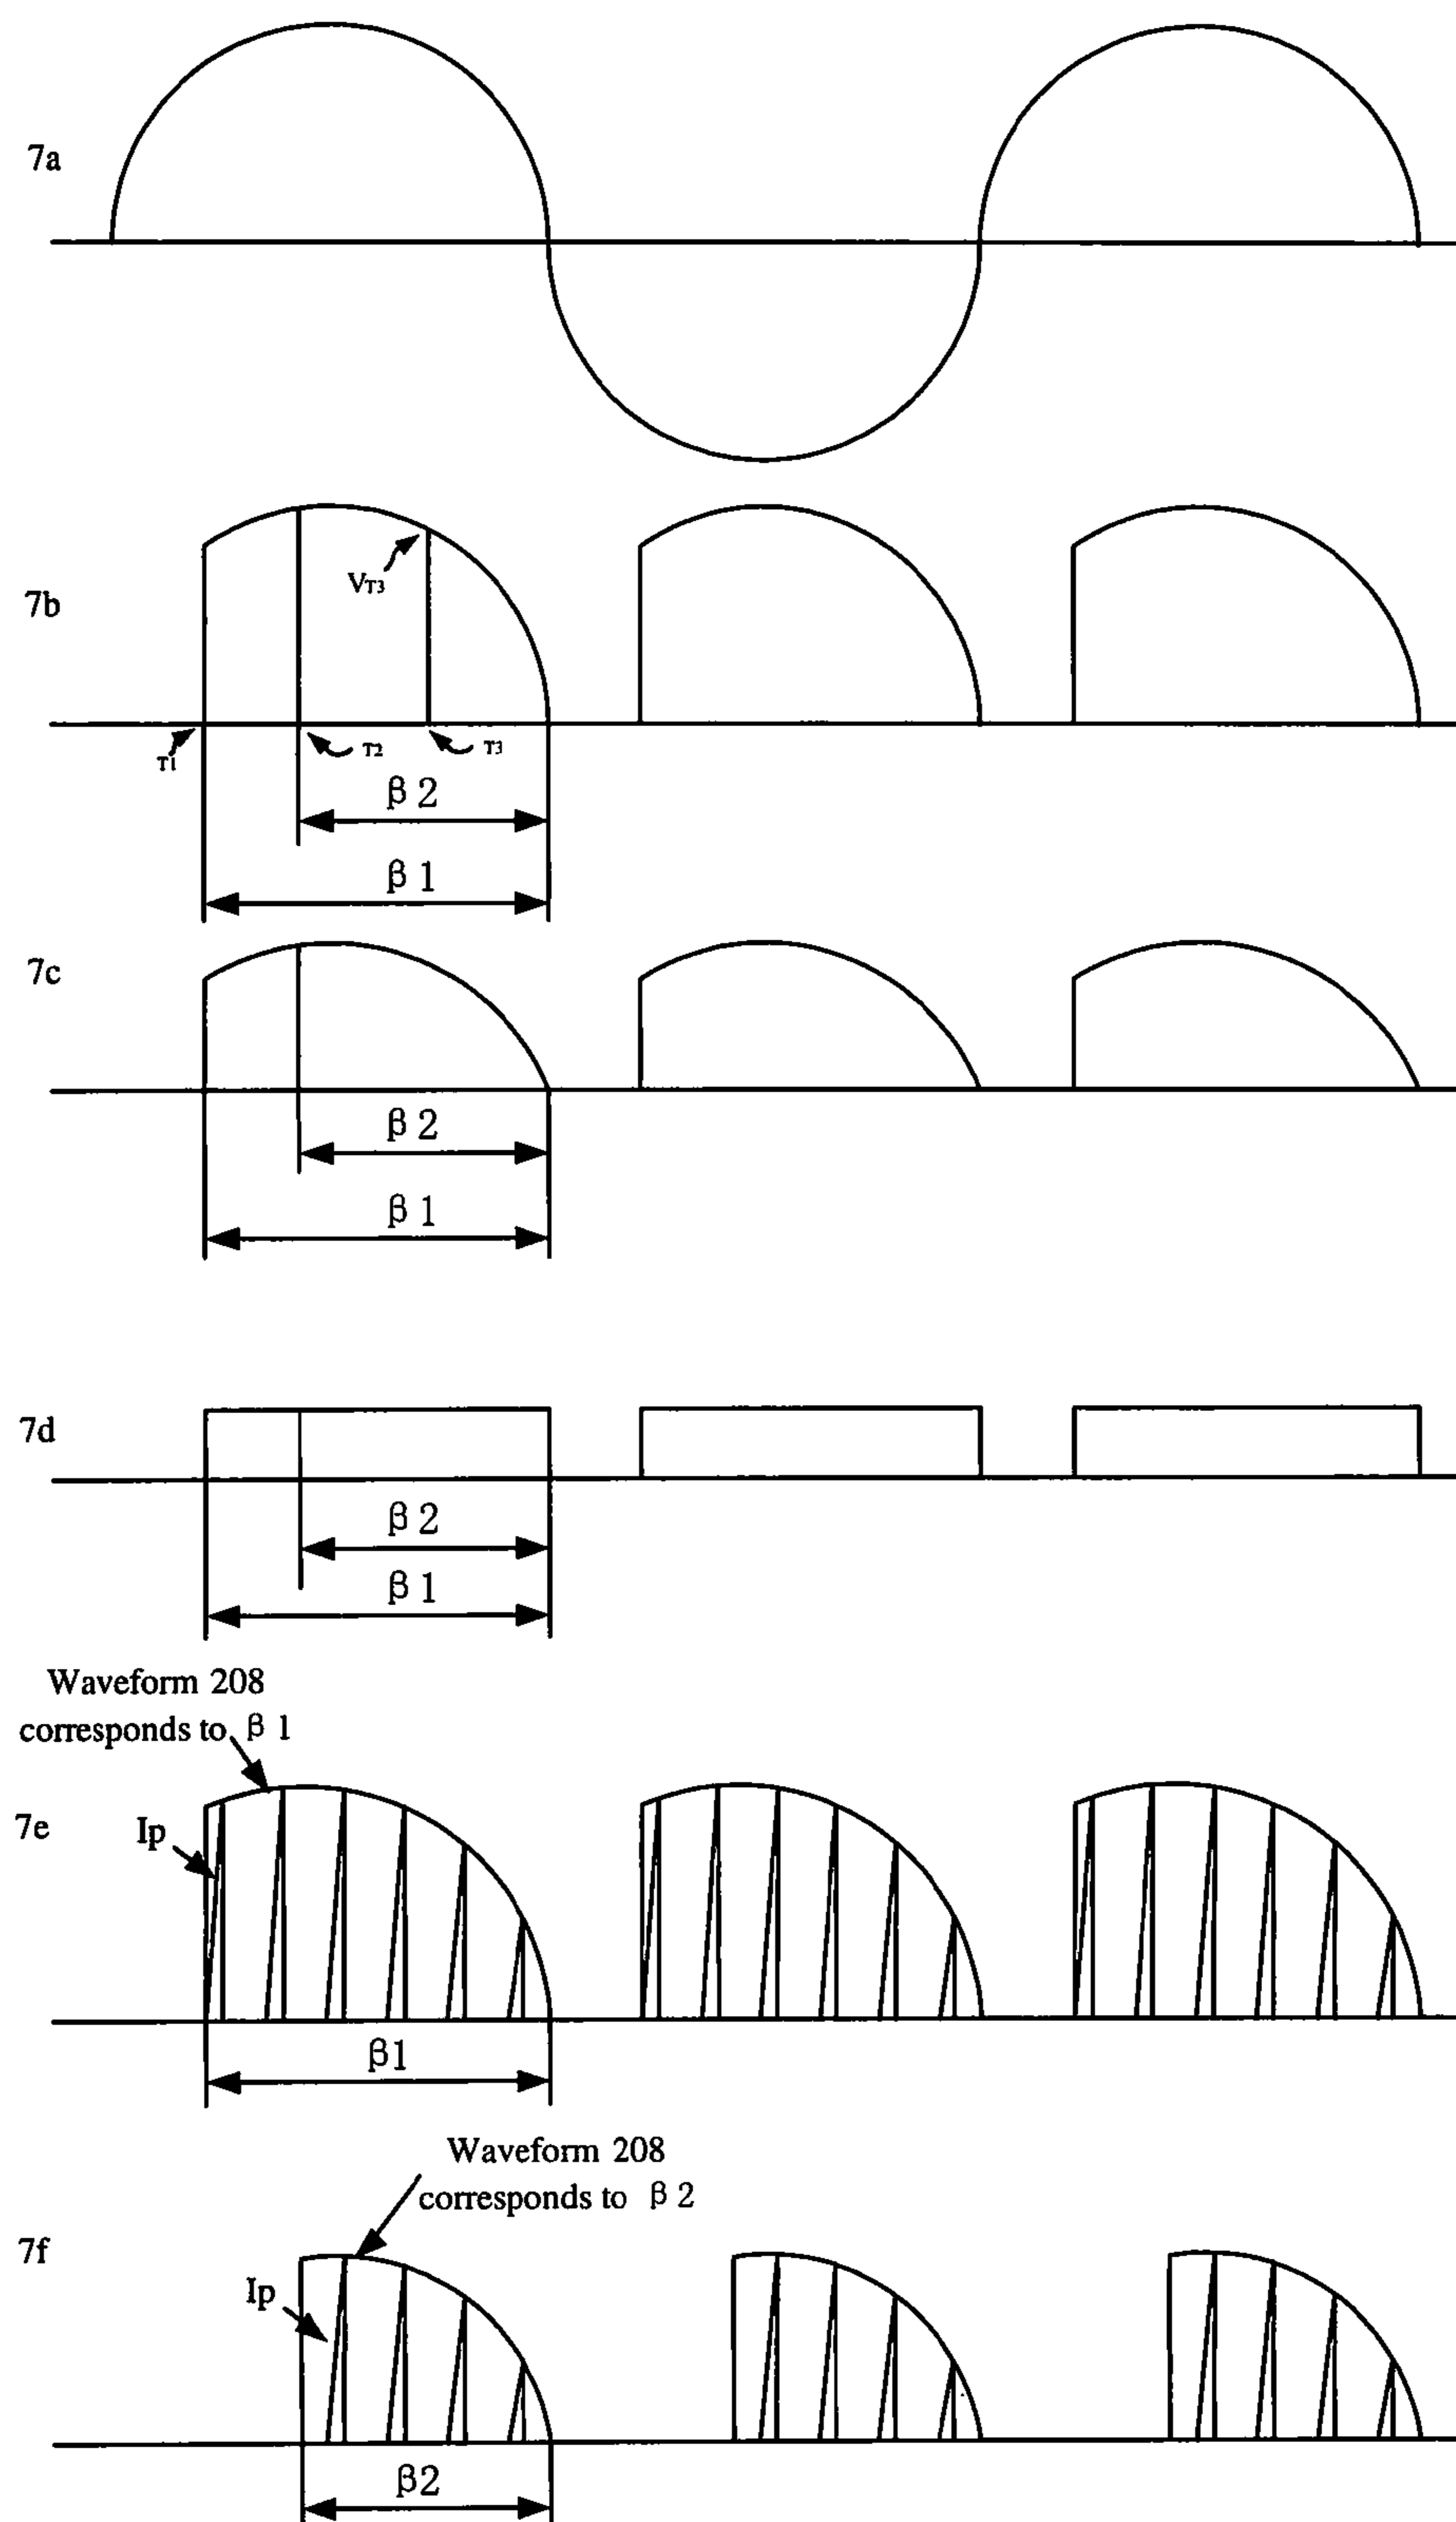 7a
7b
VT3
T1
T2
T3
β 2
β 1
7c
β 2
β 1
7d
β 2
β 1
Waveform 208
corresponds to β 1
7e
Ip
β1
Waveform 208
corresponds to β 2
7f
Ip
β2